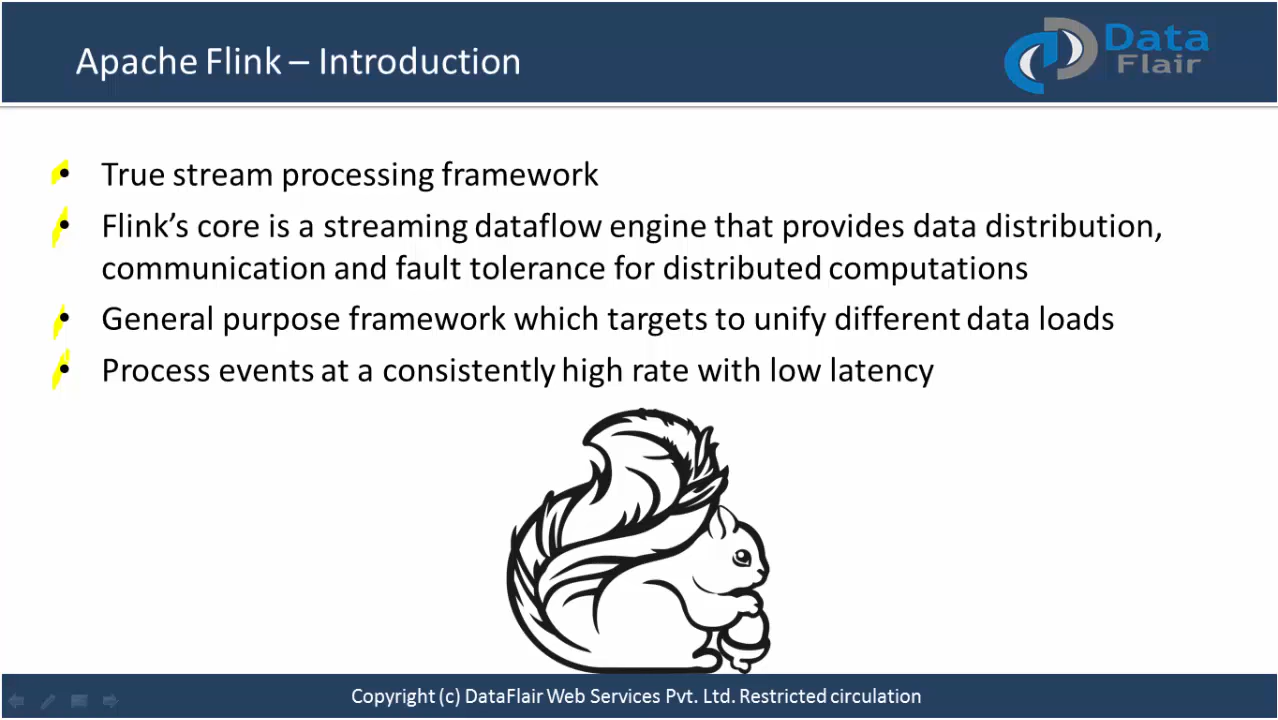 Apache Flink – Introduction
Data
Flair
• True stream processing framework
• Flink’s core is a streaming dataflow engine that provides data distribution,
communication and fault tolerance for distributed computations
• General purpose framework which targets to unify different data loads
• Process events at a consistently high rate with low latency
Copyright (c) DataFlair Web Services Pvt. Ltd. Restricted circulation